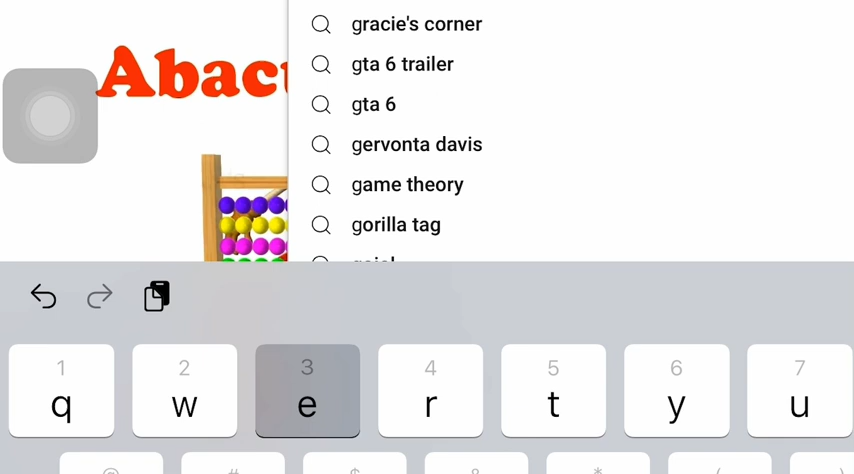 Abac
gracie's corner
gta 6 trailer
gta 6
gervonta davis
game theory
gorilla tag
1 2 3 4 5 6 7
q w e r t y u
@ # $ & * ( )